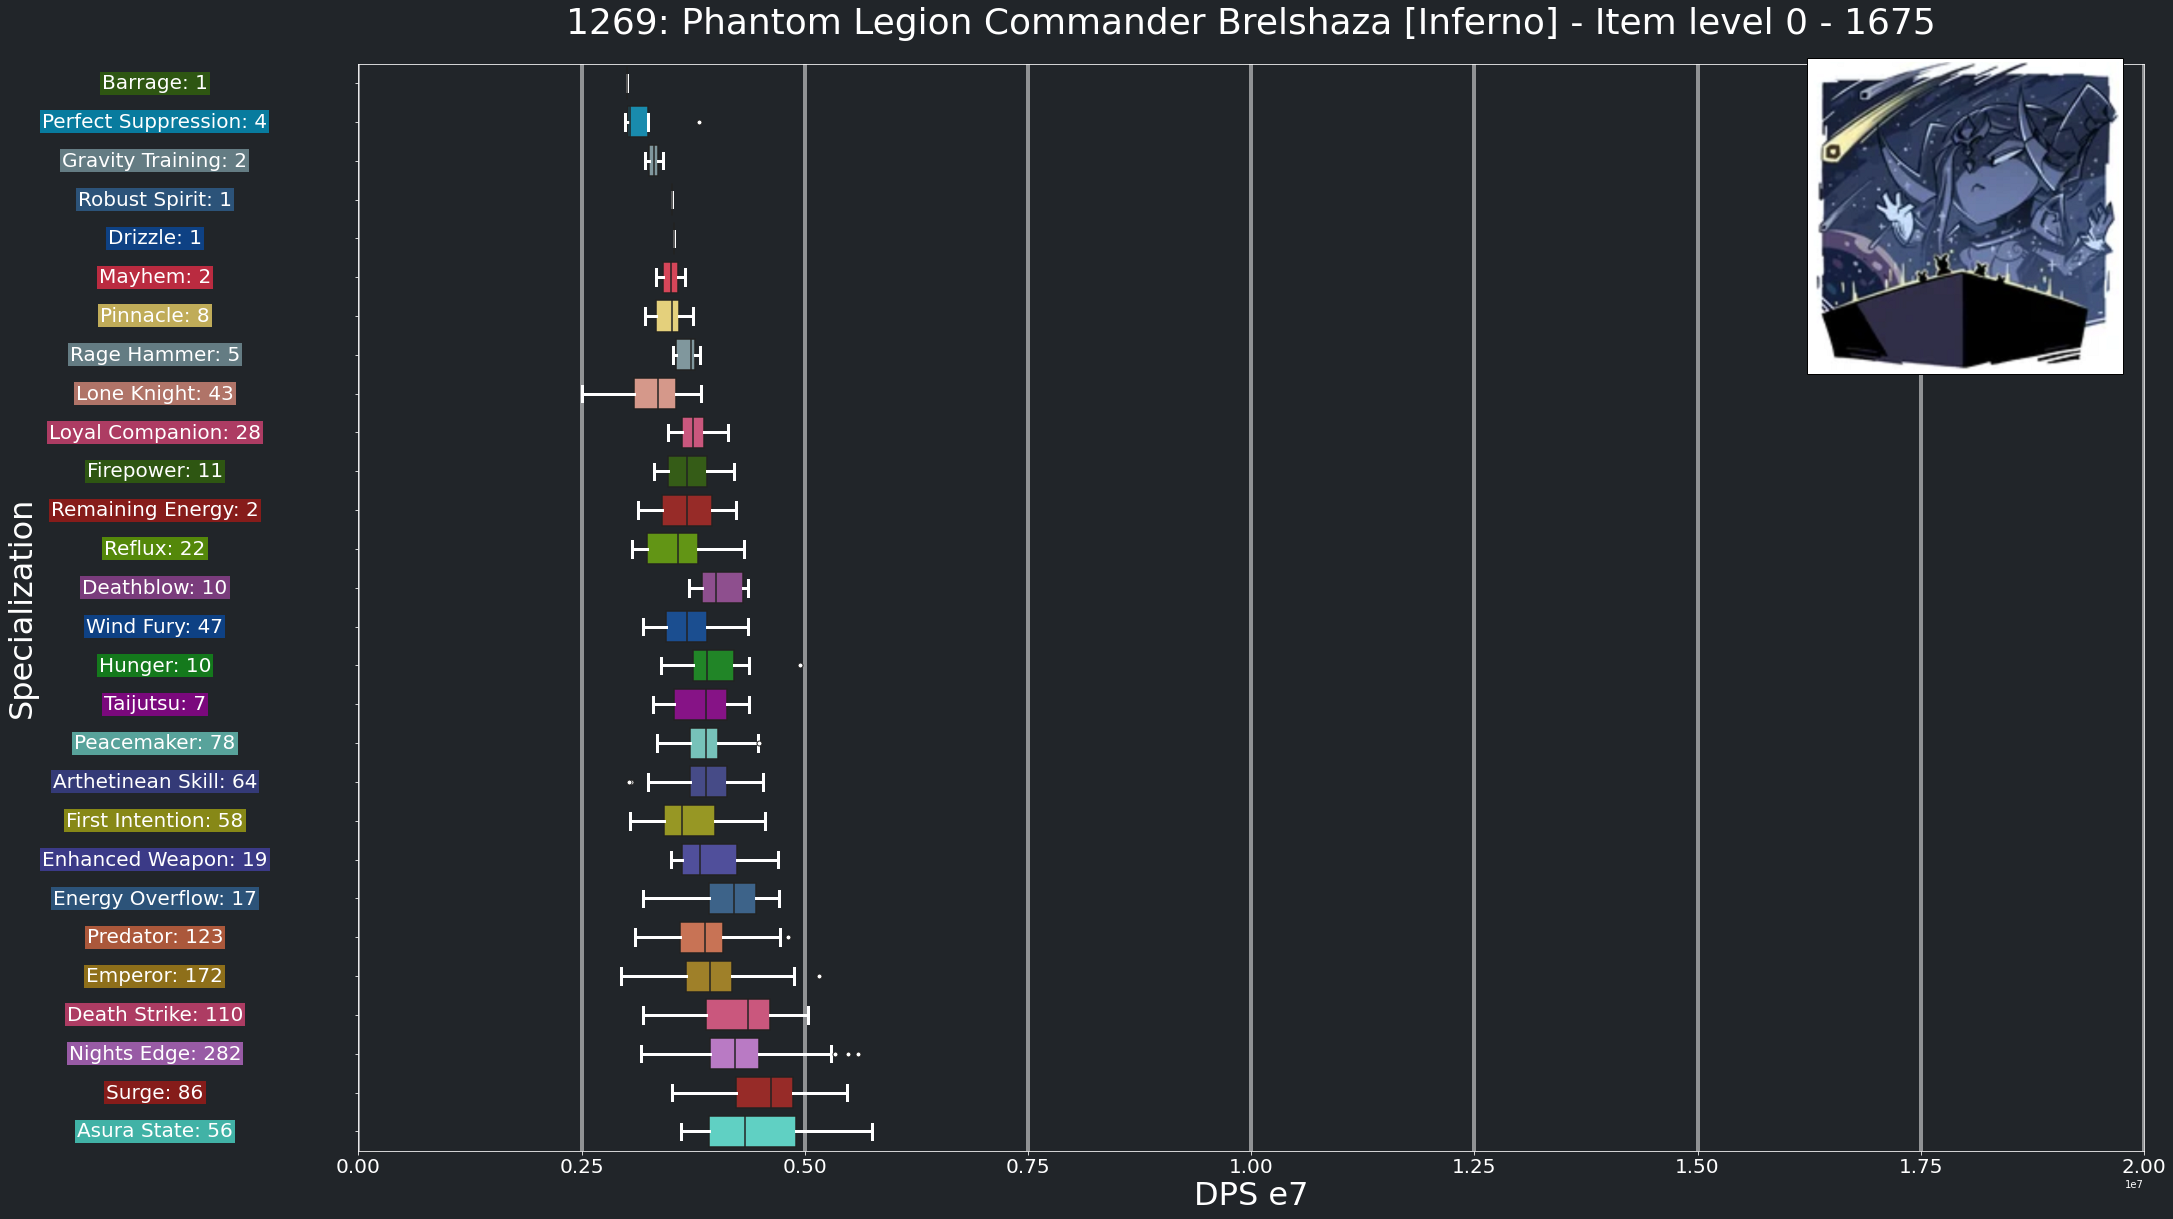 1269: Phantom Legion Commander Brelshaza [Inferno] - Item level 0 - 1675
Specialization
Barrage: 1
Perfect Suppression: 4
Gravity Training: 2
Robust Spirit: 1
Drizzle: 1
Mayhem: 2
Pinnacle: 8
Rage Hammer: 5
Lone Knight: 43
Loyal Companion: 28
Firepower: 11
Remaining Energy: 2
Reflux: 22
Deathblow: 10
Wind Fury: 47
Hunger: 10
Taijutsu: 7
Peacemaker: 78
Arthetinean Skill: 64
First Intention: 58
Enhanced Weapon: 19
Energy Overflow: 17
Predator: 123
Emperor: 172
Death Strike: 110
Nights Edge: 282
Surge: 86
Asura State: 56
0.00 0.25 0.50 0.75 1.00 1.25 1.50 1.75 2.00
1e7
DPS e7